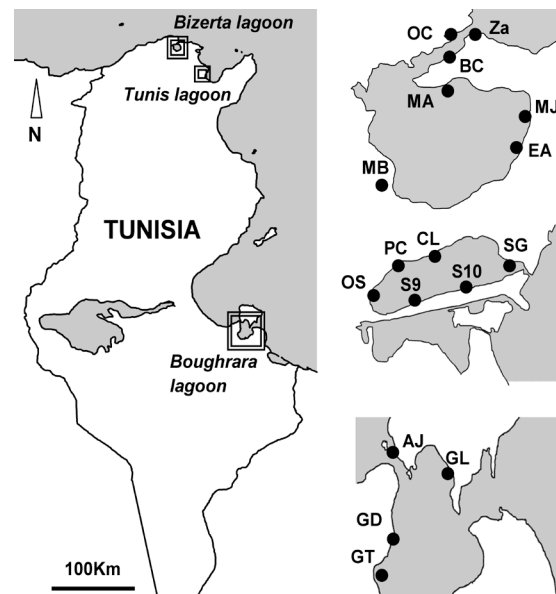 Bizerta lagoon
Tunis lagoon
N
TUNISIA
Boughrara
lagoon
100Km
OC
Za
BC
MA
MJ
EA
MB
CL
PC
SG
OS
S9
S10
AJ
GL
GD
GT